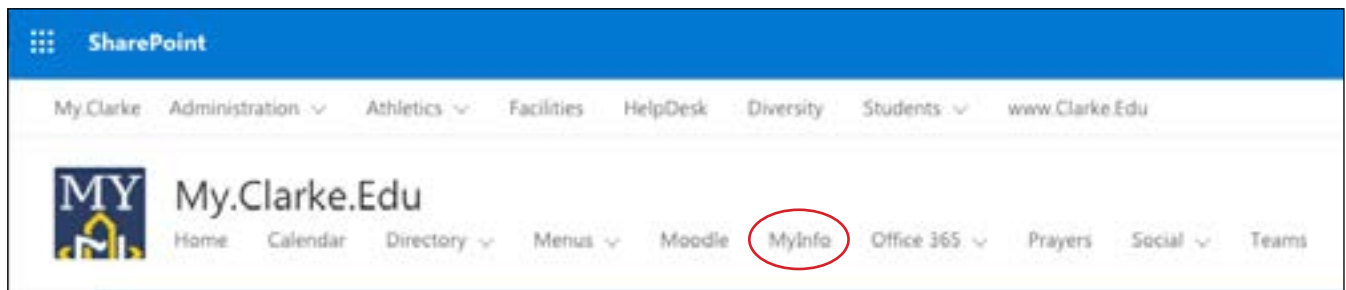 SharePoint
My.Clarke Administration Athletics Facilities HelpDesk Diversity Students www.Clarke.Edu
MY My.Clarke.Edu
Home Calendar Directory Menus Moodle MyInfo Office 365 Prayers Social Teams